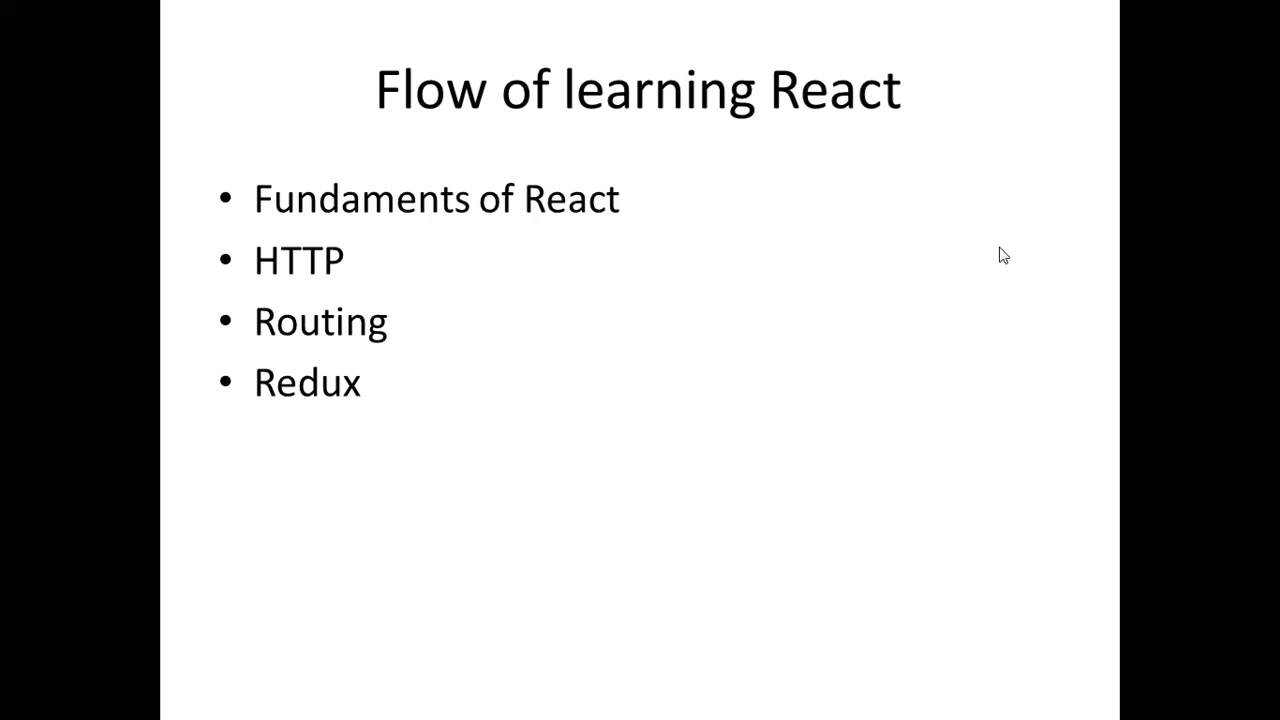 Flow of learning React
• Fundaments of React
• HTTP
• Routing
• Redux